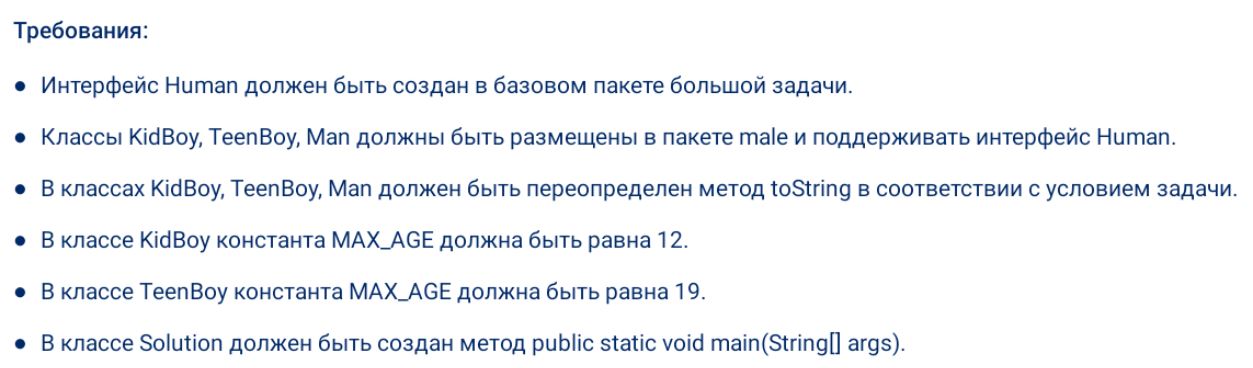 Требования:
● Интерфейс Human должен быть создан в базовом пакете большой задачи.
● Классы KidBoy, TeenBoy, Man должны быть размещены в пакете male и поддерживать интерфейс Human.
● В классах KidBoy, TeenBoy, Man должен быть переопределен метод toString в соответствии с условием задачи.
● В классе KidBoy константа MAX_AGE должна быть равна 12.
● В классе TeenBoy константа MAX_AGE должна быть равна 19.
● В классе Solution должен быть создан метод public static void main(String[] args).